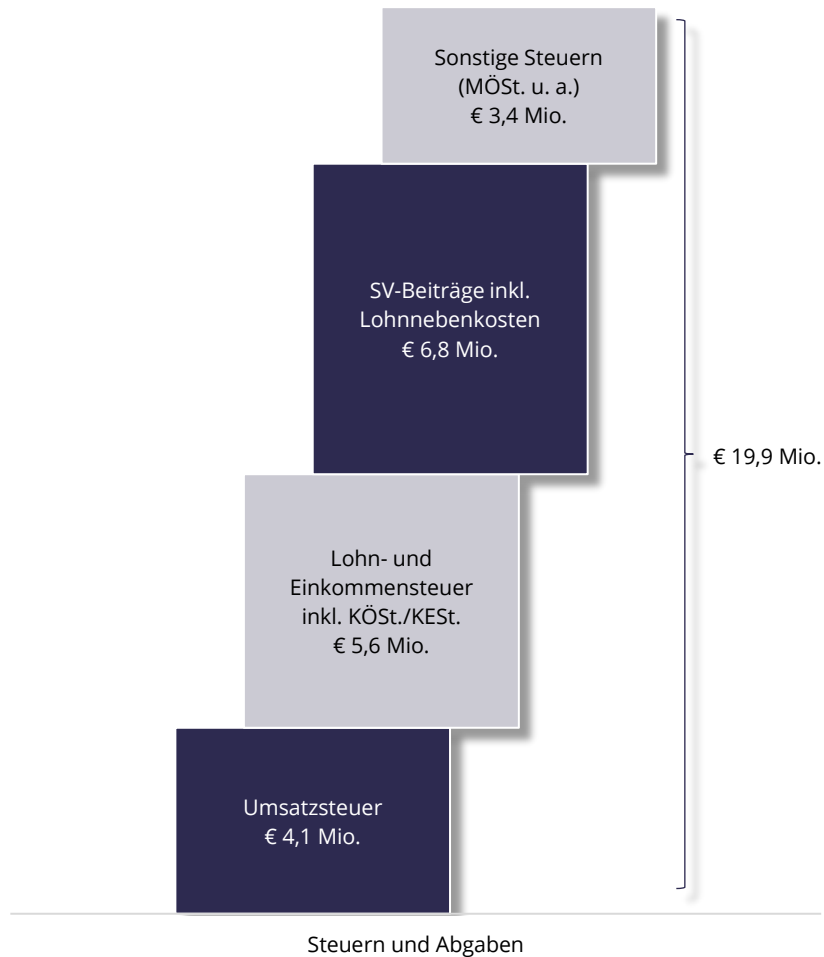 Sonstige Steuern
(MÖSt. u. a.)
€ 3,4 Mio.
SV-Beiträge inkl.
Lohnnebenkosten
€ 6,8 Mio.
€ 19,9 Mio.
Lohn- und
Einkommensteuer
inkl. KÖSt./KESt.
€ 5,6 Mio.
Umsatzsteuer
€ 4,1 Mio.
Steuern und Abgaben